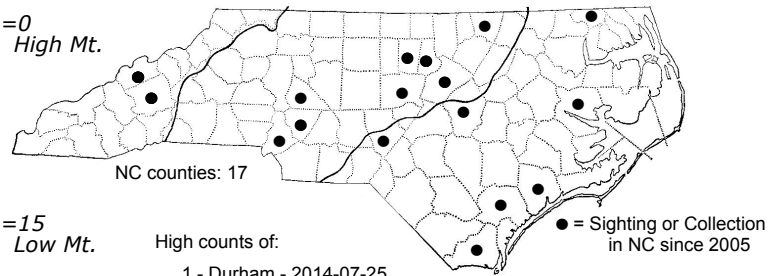 =0
High Mt.
NC counties: 17
=15
Low Mt.
High counts of:
1 - Durham - 2014-07-25
● = Sighting or Collection
in NC since 2005